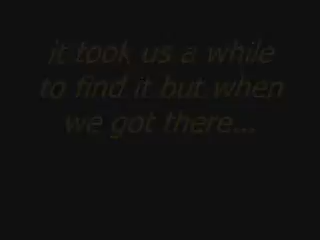 it took us a while
to find it but when
we got there...